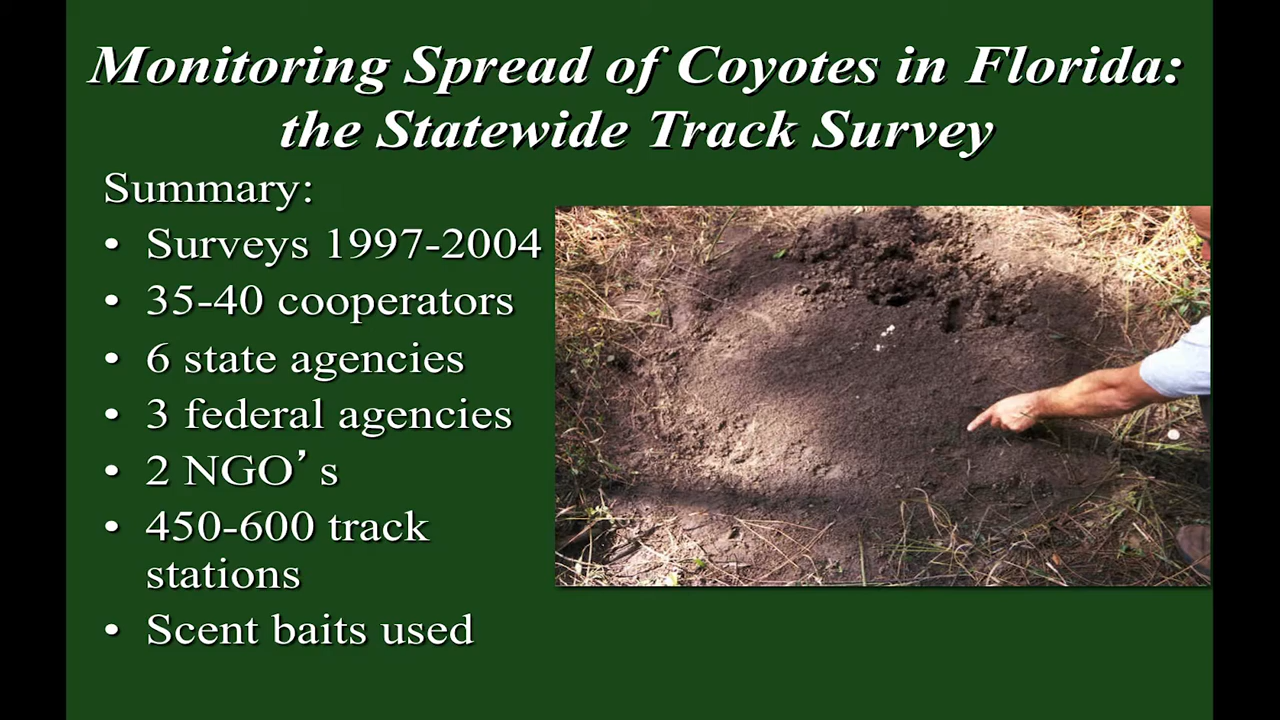 Monitoring Spread of Coyotes in Florida:
the Statewide Track Survey
Summary:
• Surveys 1997-2004
• 35-40 cooperators
• 6 state agencies
• 3 federal agencies
• 2 NGO’s
• 450-600 track
stations
• Scent baits used